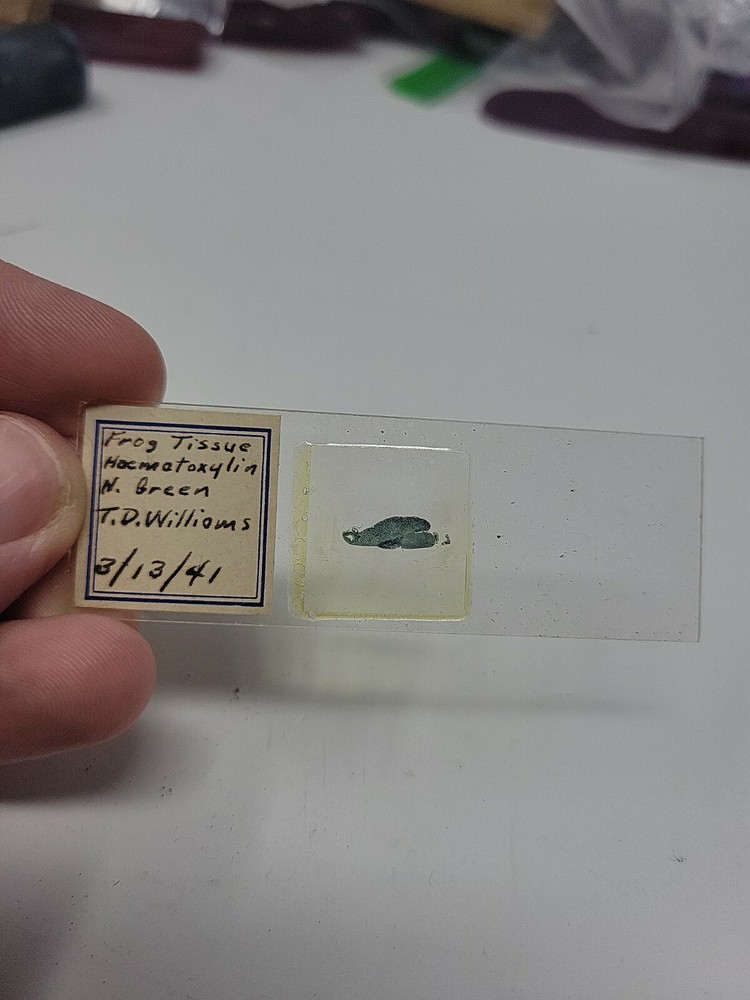 Frog Tissue
Haematoxylin
N. Green
T.D. Williams
3/13/41